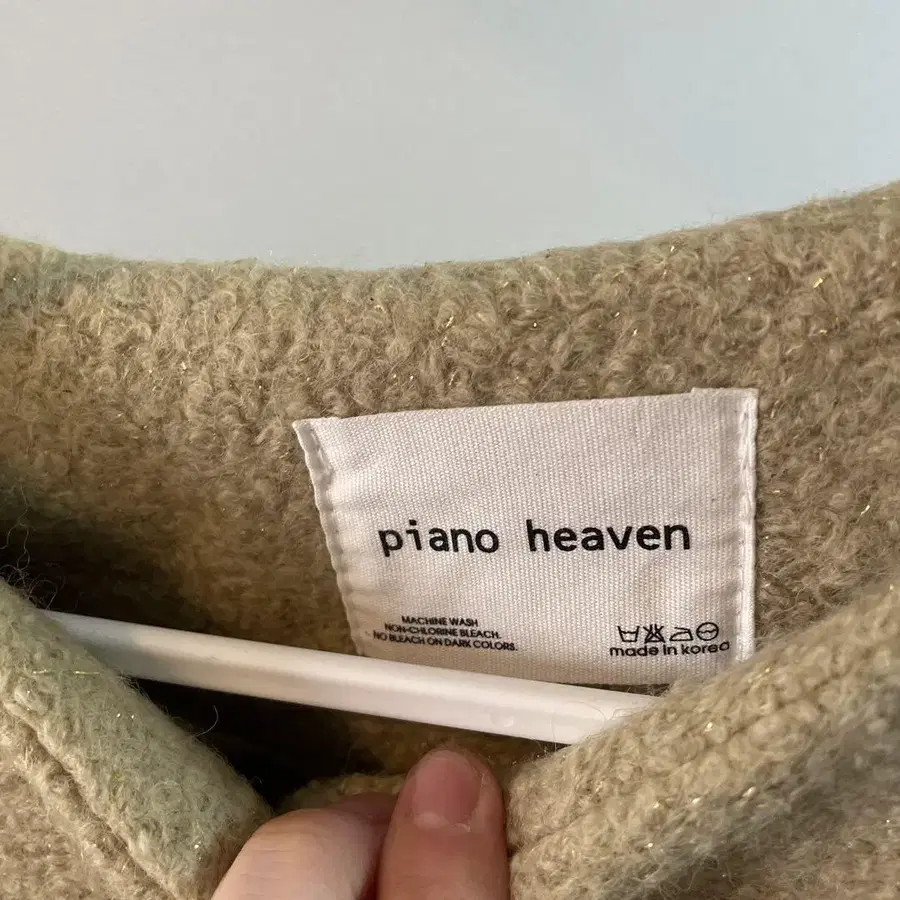 piano heaven
MACHINE WASH
NON-CHLORINE BLEACH.
NO BLEACH ON DARK COLORS.
made in korea